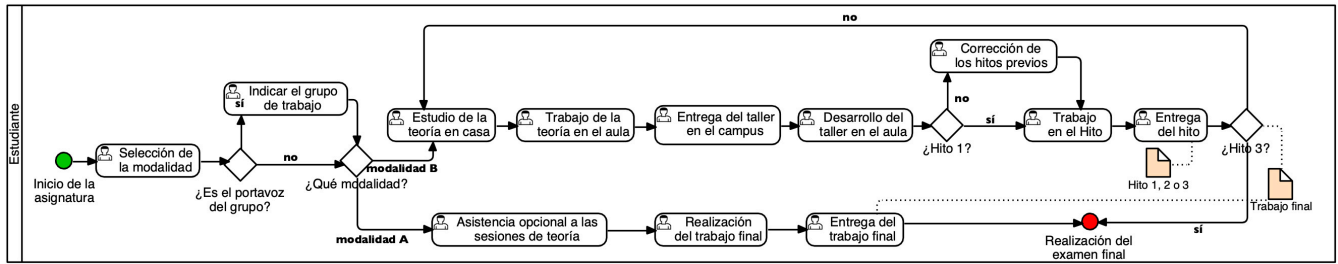 Estudiante
Inicio de la
asignatura
Selección de
la modalidad
¿Es el portavoz
del grupo?
sí
Indicar el grupo
de trabajo
no
¿Qué modalidad?
modalidad B
modalidad A
Estudio de la
teoría en casa
Trabajo de la
teoría en el aula
Entrega del taller
en el campus
Desarrollo del
taller en el aula
¿Hito 1?
no
Corrección de
los hitos previos
sí
Trabajo
en el Hito
Entrega
del hito
Hito 1, 2 o 3
¿Hito 3?
no
sí
Trabajo final
Asistencia opcional a las
sesiones de teoría
Realización
del trabajo final
Entrega del
trabajo final
Realización del
examen final